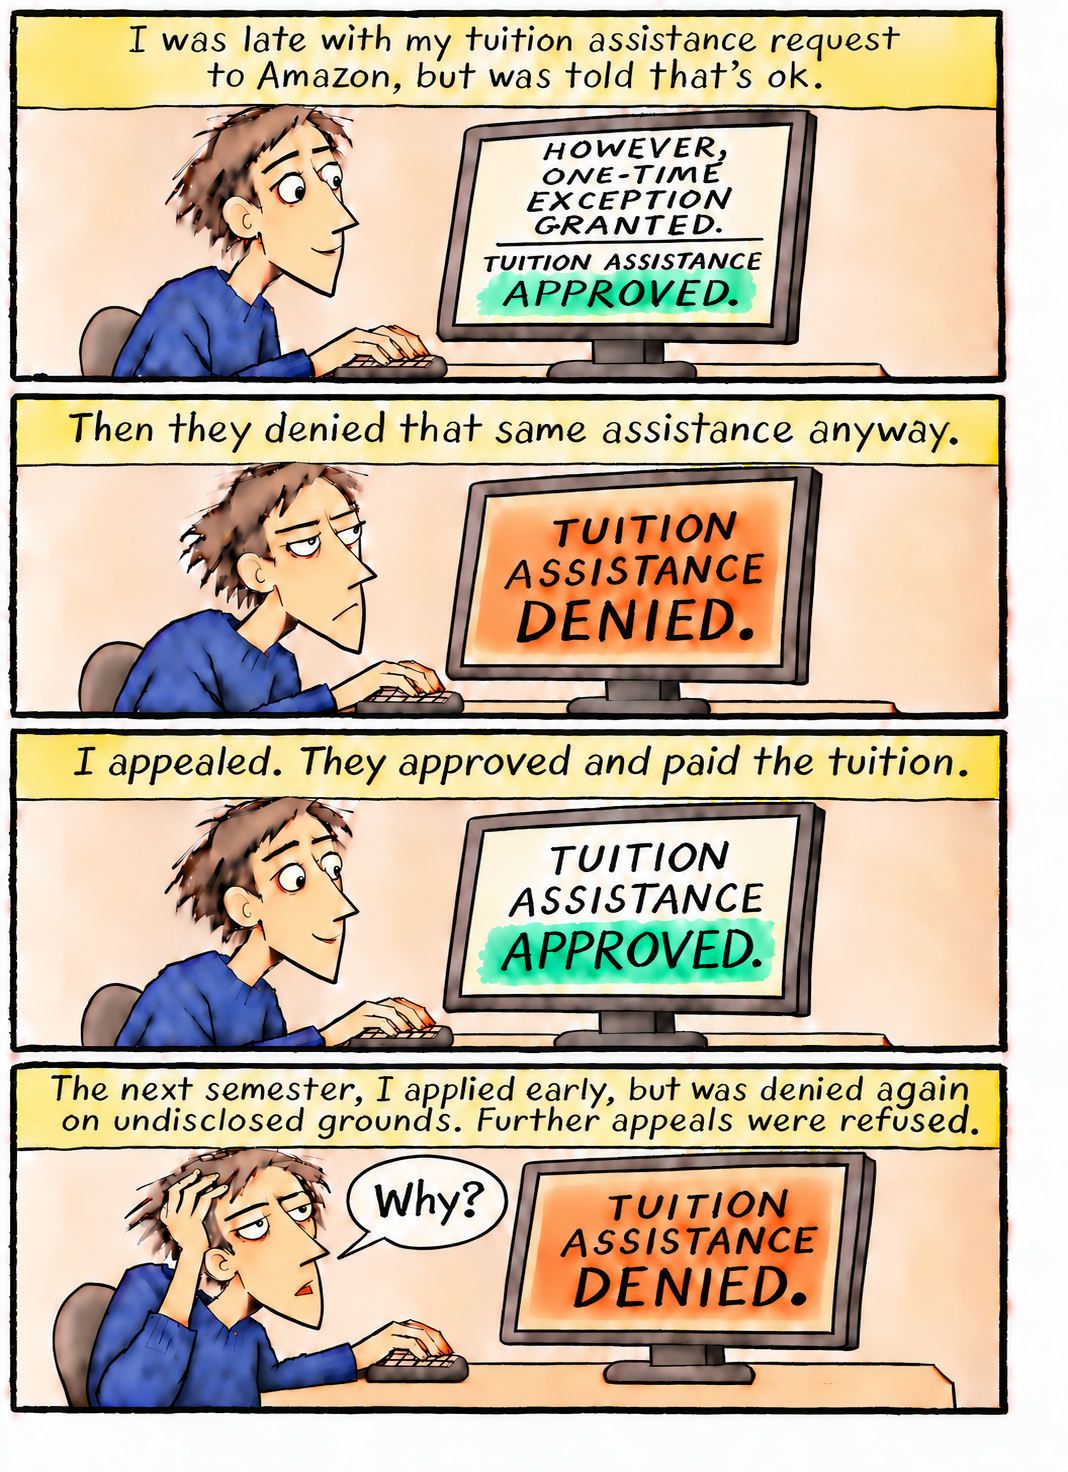 I was late with my tuition assistance request
to Amazon, but was told that's ok.
HOWEVER,
ONE-TIME
EXCEPTION
GRANTED.
TUITION ASSISTANCE
APPROVED.
Then they denied that same assistance anyway.
TUITION
ASSISTANCE
DENIED.
I appealed. They approved and paid the tuition.
TUITION
ASSISTANCE
APPROVED.
The next semester, I applied early, but was denied again
on undisclosed grounds. Further appeals were refused.
Why?
TUITION
ASSISTANCE
DENIED.